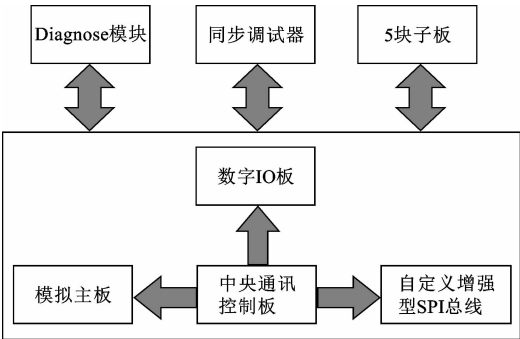 Diagnose模块
同步调试器
5块子板
数字IO板
模拟主板
中央通讯
控制板
自定义增强
型SPI总线